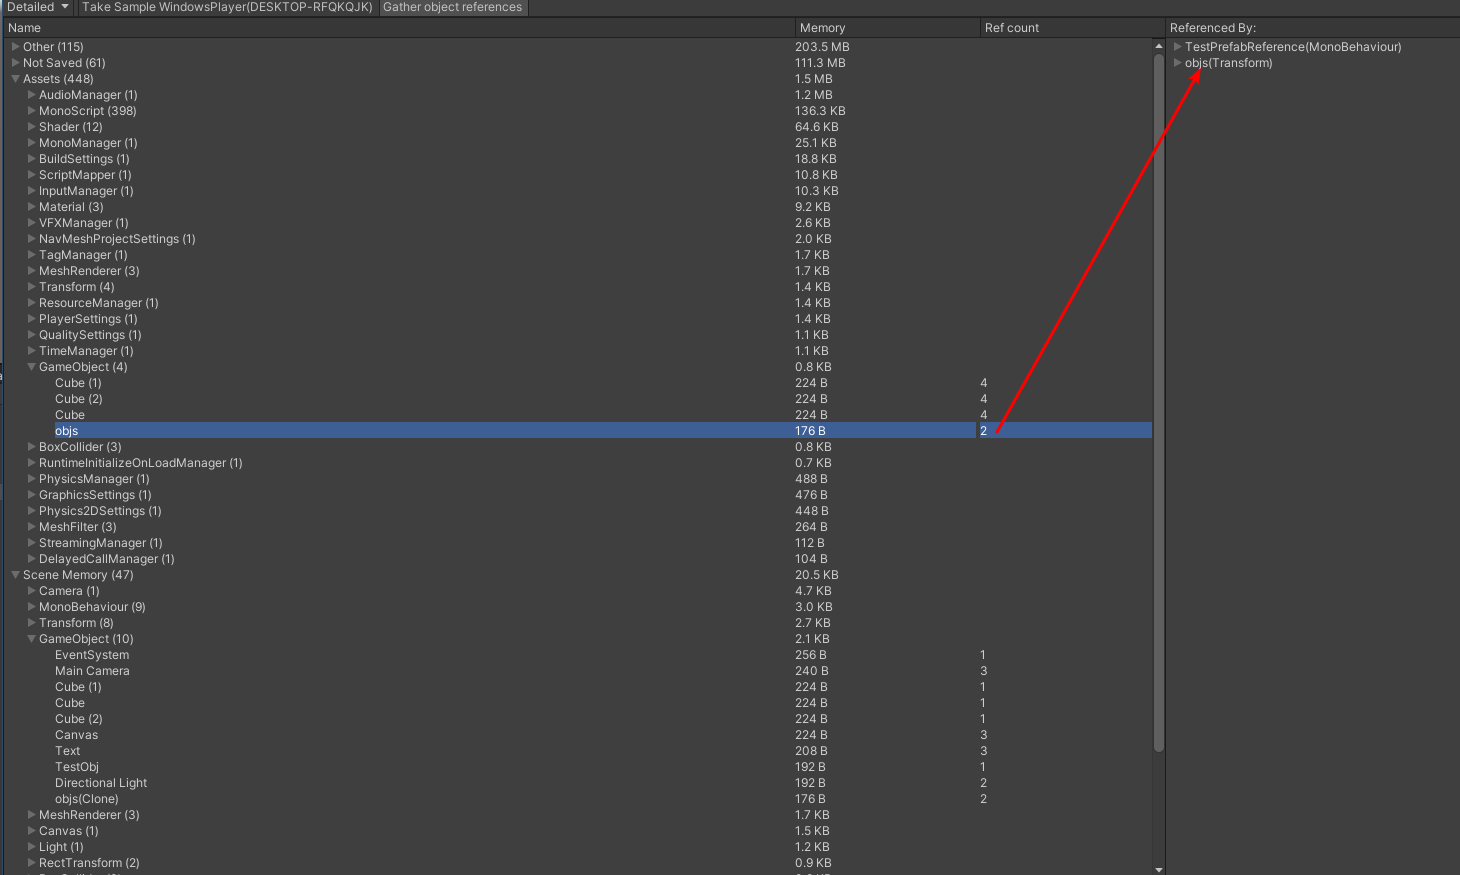 Detailed Take Sample WindowsPlayer(DESKTOP-RFQKQJK) Gather object references
Name Memory Ref count Referenced By:
Other (115) 203.5 MB TestPrefabReference(MonoBehaviour)
Not Saved (61) 111.3 MB objs(Transform)
Assets (448) 1.5 MB
AudioManager (1) 1.2 MB
MonoScript (398) 136.3 KB
Shader (12) 64.6 KB
MonoManager (1) 25.1 KB
BuildSettings (1) 18.8 KB
ScriptMapper (1) 10.8 KB
InputManager (1) 10.3 KB
Material (3) 9.2 KB
VFXManager (1) 2.6 KB
NavMeshProjectSettings (1) 2.0 KB
TagManager (1) 1.7 KB
MeshRenderer (3) 1.7 KB
Transform (4) 1.4 KB
ResourceManager (1) 1.4 KB
PlayerSettings (1) 1.4 KB
QualitySettings (1) 1.1 KB
TimeManager (1) 1.1 KB
GameObject (4) 0.8 KB
Cube (1) 224 B 4
Cube (2) 224 B 4
Cube 224 B 4
objs 176 B 2
BoxCollider (3) 0.8 KB
RuntimeInitializeOnLoadManager (1) 0.7 KB
PhysicsManager (1) 488 B
GraphicsSettings (1) 476 B
Physics2DSettings (1) 448 B
MeshFilter (3) 264 B
StreamingManager (1) 112 B
DelayedCallManager (1) 104 B
Scene Memory (47) 20.5 KB
Camera (1) 4.7 KB
MonoBehaviour (9) 3.0 KB
Transform (8) 2.7 KB
GameObject (10) 2.1 KB
EventSystem 256 B 1
Main Camera 240 B 3
Cube (1) 224 B 1
Cube 224 B 1
Cube (2) 224 B 1
Canvas 224 B 3
Text 208 B 3
TestObj 192 B 1
Directional Light 192 B 2
objs(Clone) 176 B 2
MeshRenderer (3) 1.7 KB
Canvas (1) 1.5 KB
Light (1) 1.2 KB
RectTransform (2) 0.9 KB